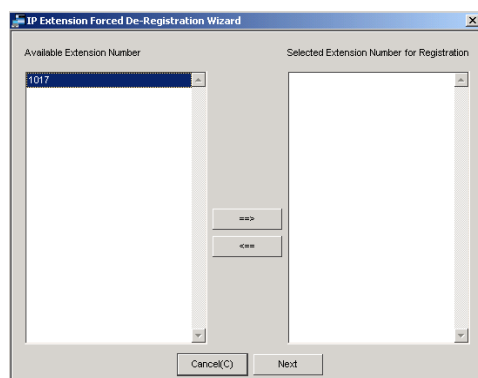 IP Extension Forced De-Registration Wizard
Available Extension Number
Selected Extension Number for Registration
1017
==>
<==
Cancel(C)
Next